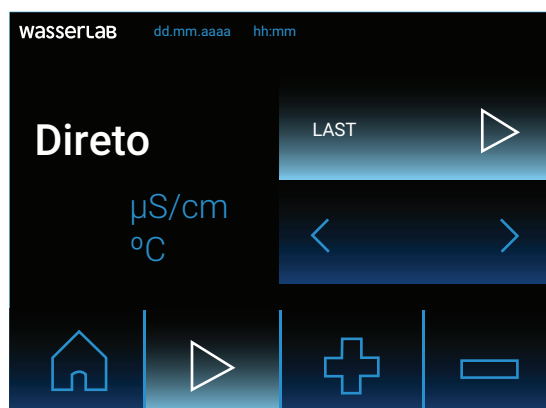 wasserLAB dd.mm.aaaa hh:mm
Direto
LAST
µS/cm
ºC